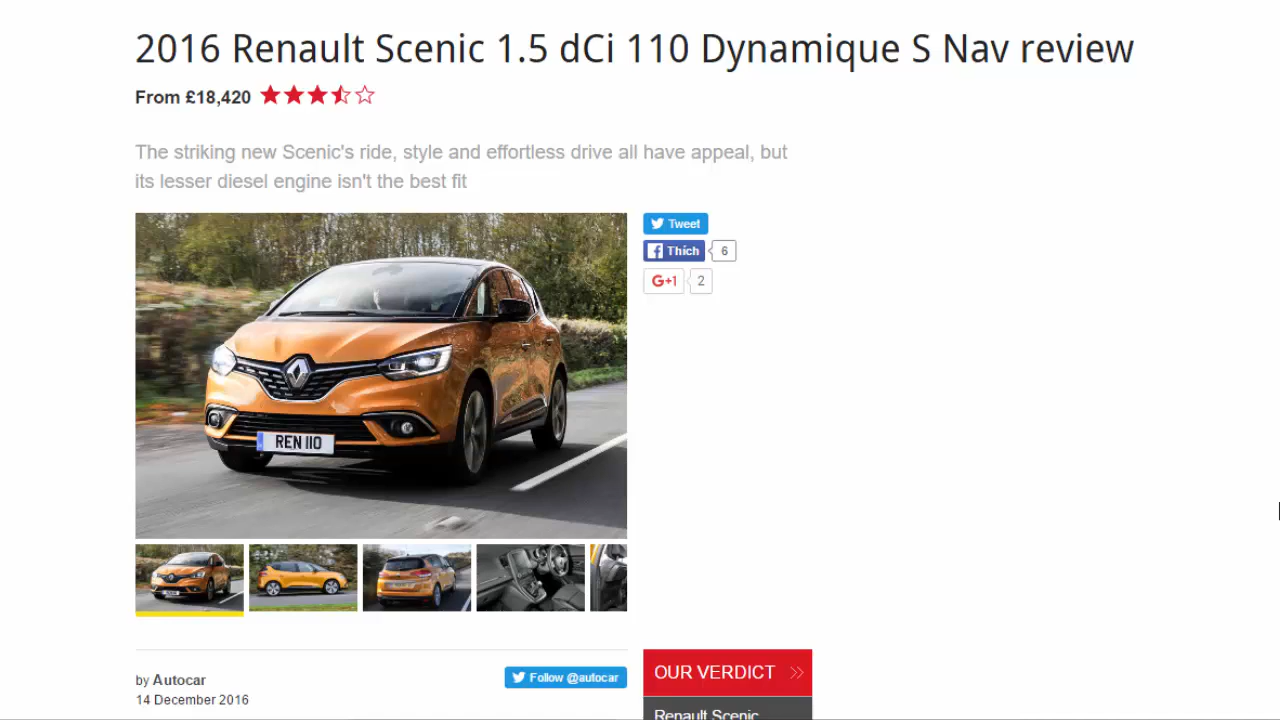 2016 Renault Scenic 1.5 dCi 110 Dynamique S Nav review
From £18,420
The striking new Scenic's ride, style and effortless drive all have appeal, but
its lesser diesel engine isn't the best fit
Tweet
Thích 6
G+1 2
REN 110
by Autocar
14 December 2016
Follow @autocar
OUR VERDICT
Renault Scenic